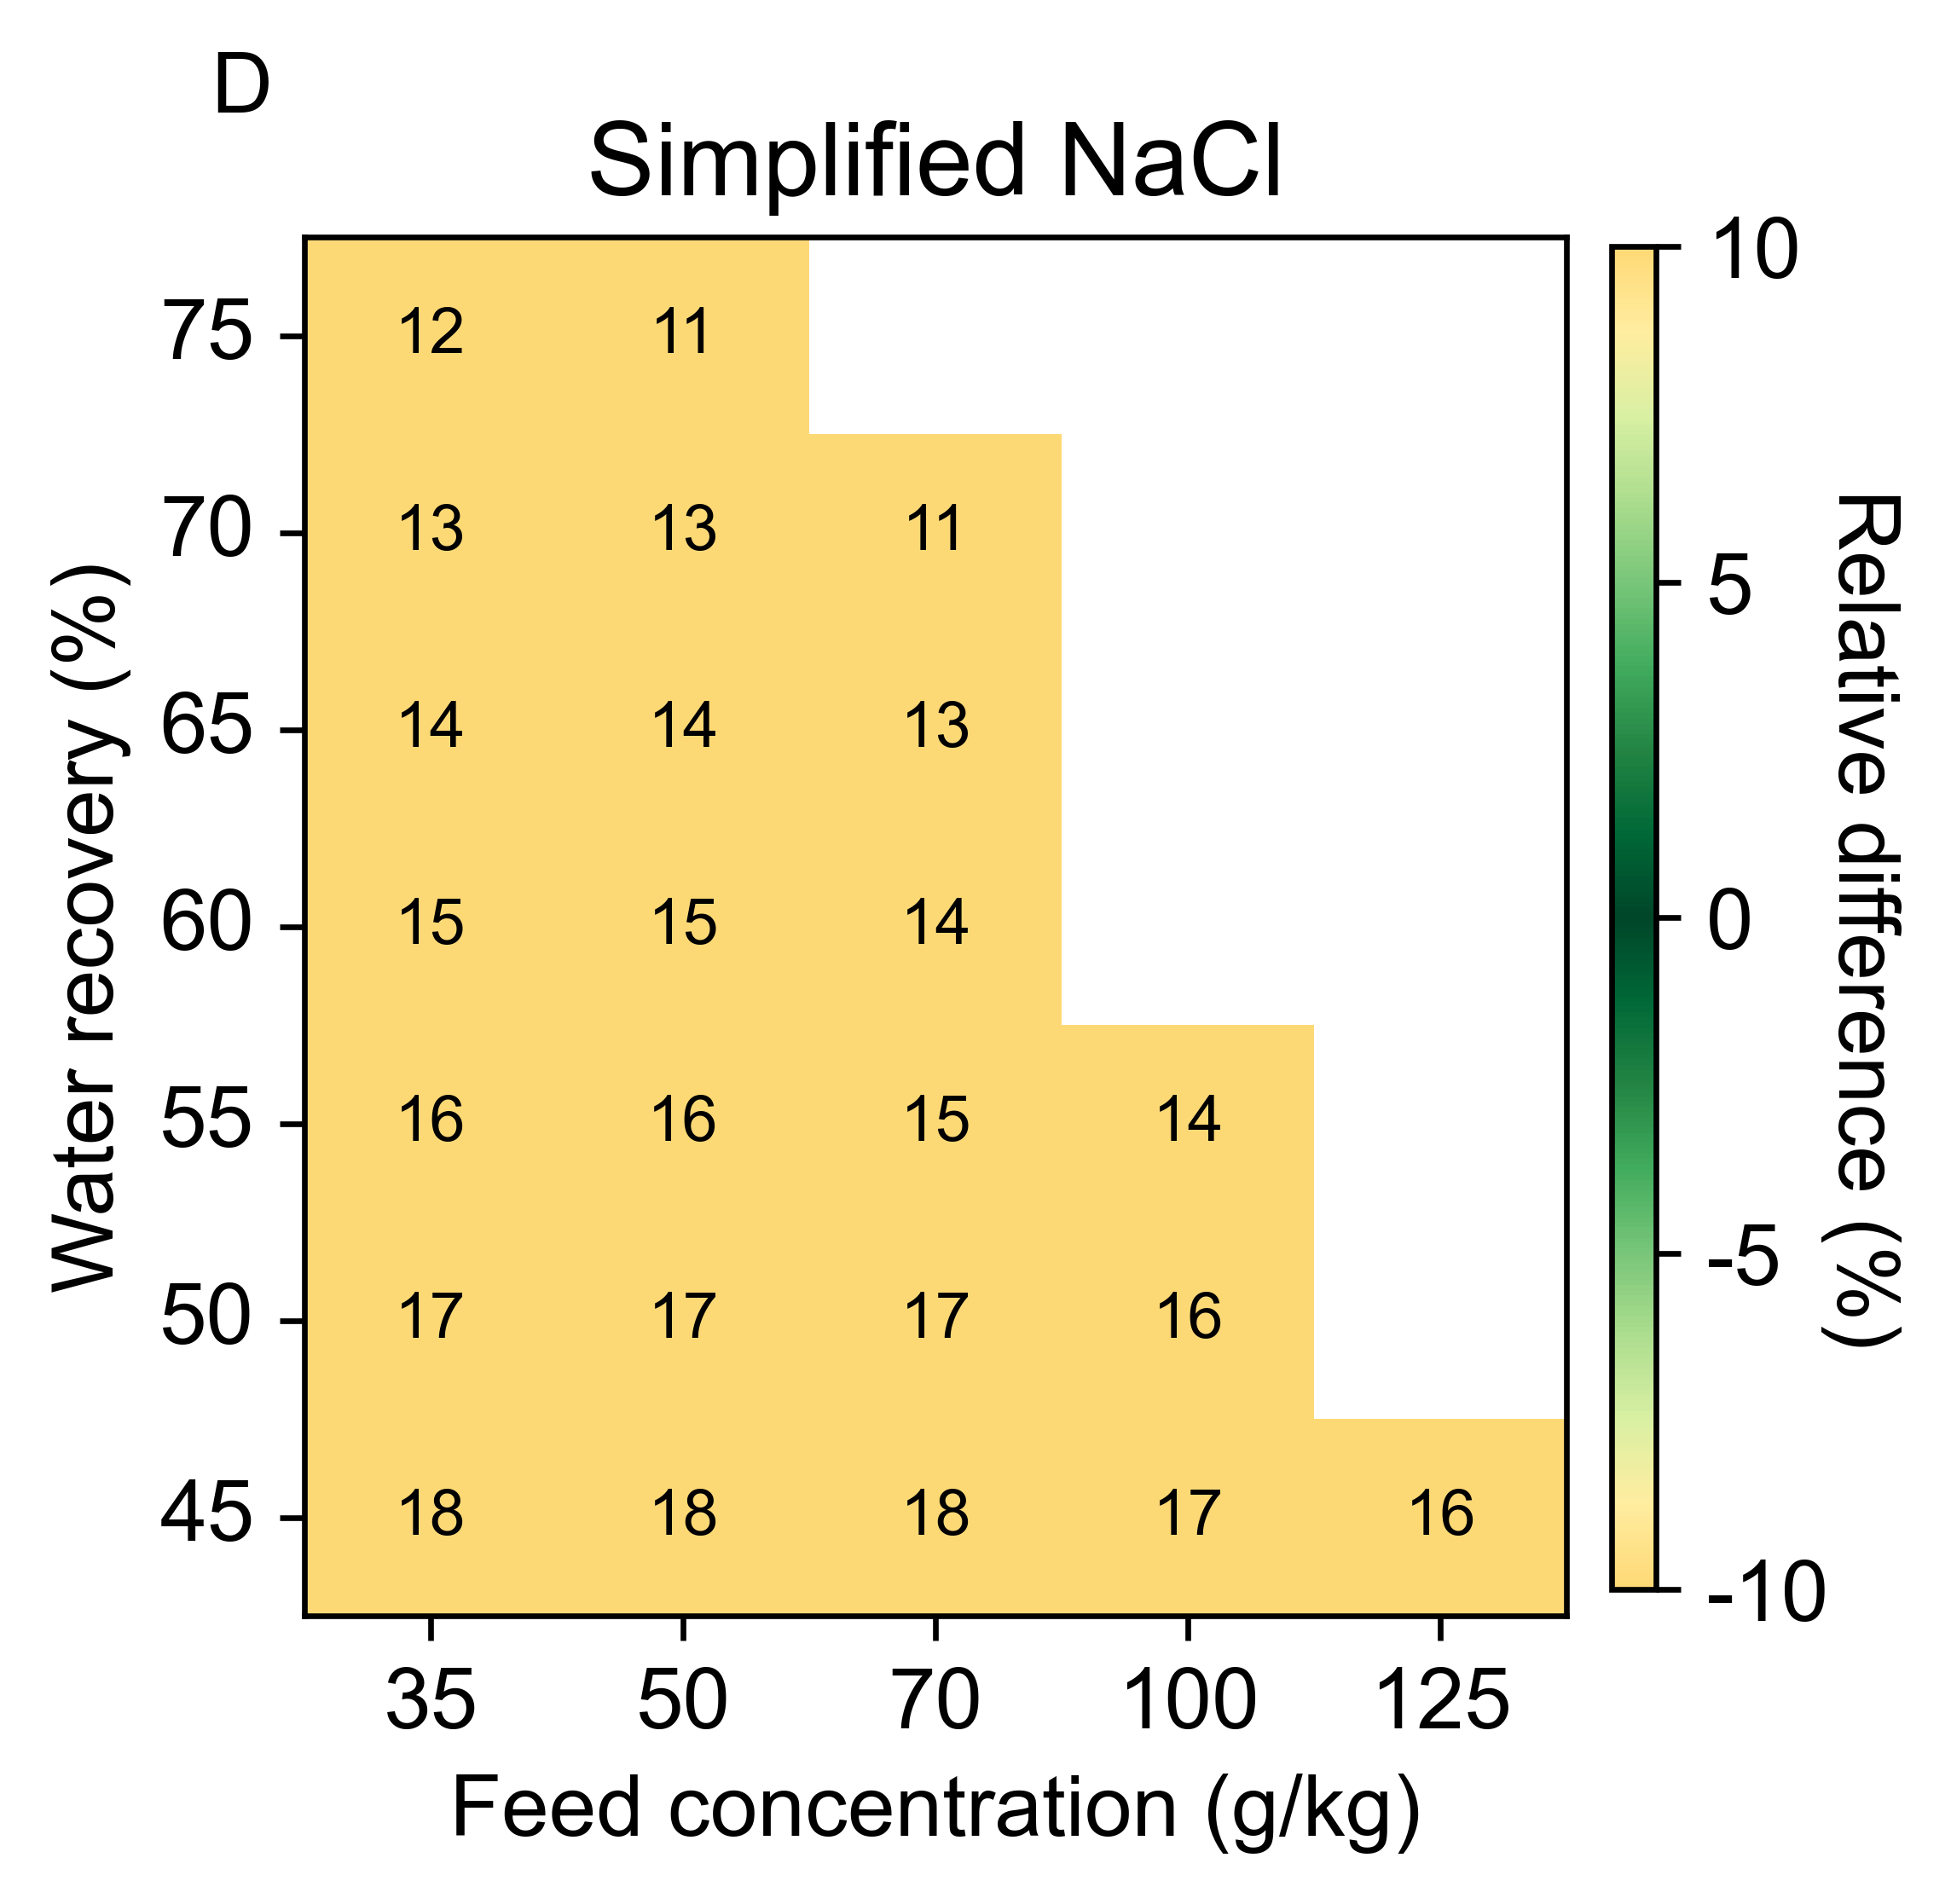 D
Simplified NaCl
Water recovery (%)
75 12 11
70 13 13 11
65 14 14 13
60 15 15 14
55 16 16 15 14
50 17 17 17 16
45 18 18 18 17 16
35 50 70 100 125
Feed concentration (g/kg)
10
5
0
-5
-10
Relative difference (%)